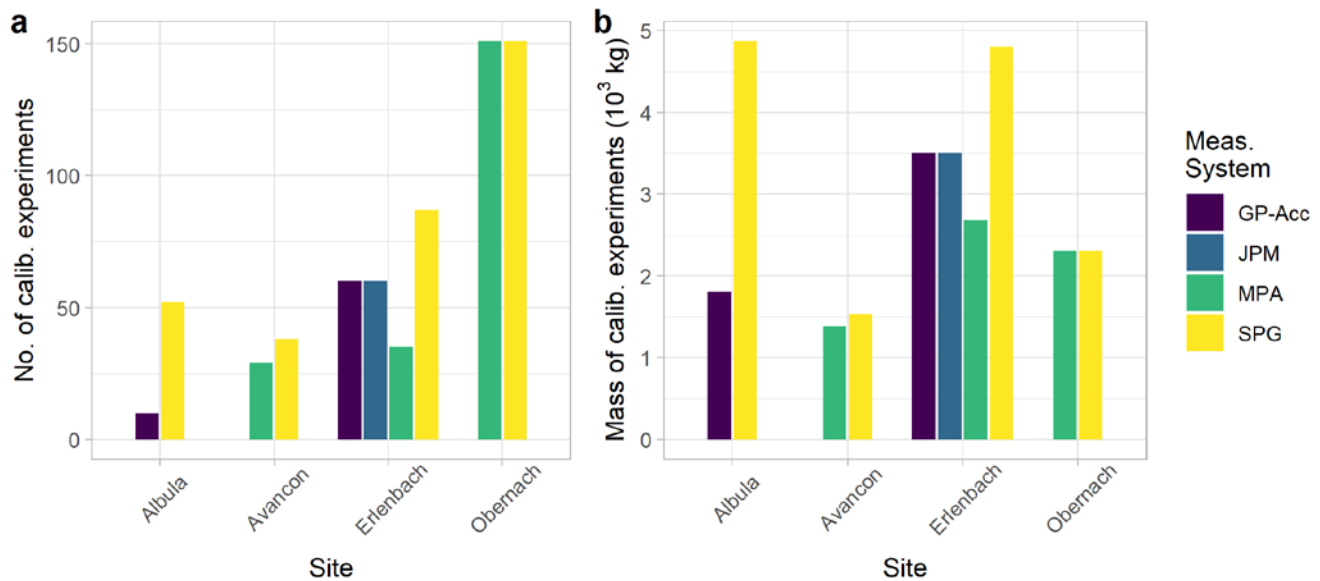 a
No. of calib. experiments
150
100
50
0
Albula
Avancon
Erlenbach
Obernach
Site
b
Mass of calib. experiments (10³ kg)
5
4
3
2
1
0
Albula
Avancon
Erlenbach
Obernach
Site
Meas.
System
GP-Acc
JPM
MPA
SPG